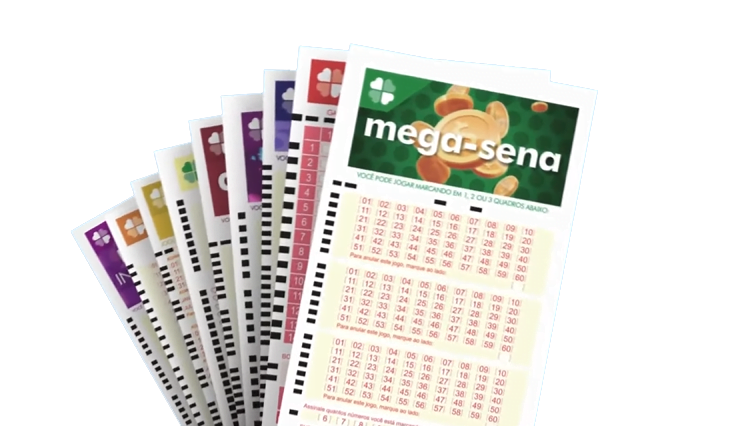 mega-sena
VOCÊ PODE JOGAR MARCANDO EM 1, 2 OU 3 QUADROS ABAIXO:
01 02 03 04 05 06 07 08 09 10
11 12 13 14 15 16 17 18 19 20
21 22 23 24 25 26 27 28 29 30
31 32 33 34 35 36 37 38 39 40
41 42 43 44 45 46 47 48 49 50
51 52 53 54 55 56 57 58 59 60
Para anular este jogo, marque ao lado.
01 02 03 04 05 06 07 08 09 10
11 12 13 14 15 16 17 18 19 20
21 22 23 24 25 26 27 28 29 30
31 32 33 34 35 36 37 38 39 40
41 42 43 44 45 46 47 48 49 50
51 52 53 54 55 56 57 58 59 60
Para anular este jogo, marque ao lado.
01 02 03 04 05 06 07 08 09 10
11 12 13 14 15 16 17 18 19 20
21 22 23 24 25 26 27 28 29 30
31 32 33 34 35 36 37 38 39 40
41 42 43 44 45 46 47 48 49 50
51 52 53 54 55 56 57 58 59 60
Para anular este jogo, marque ao lado.
Assinale quantos números você está
6 7 8
1
2
3
4
5
6
7
8
9
10
11
12